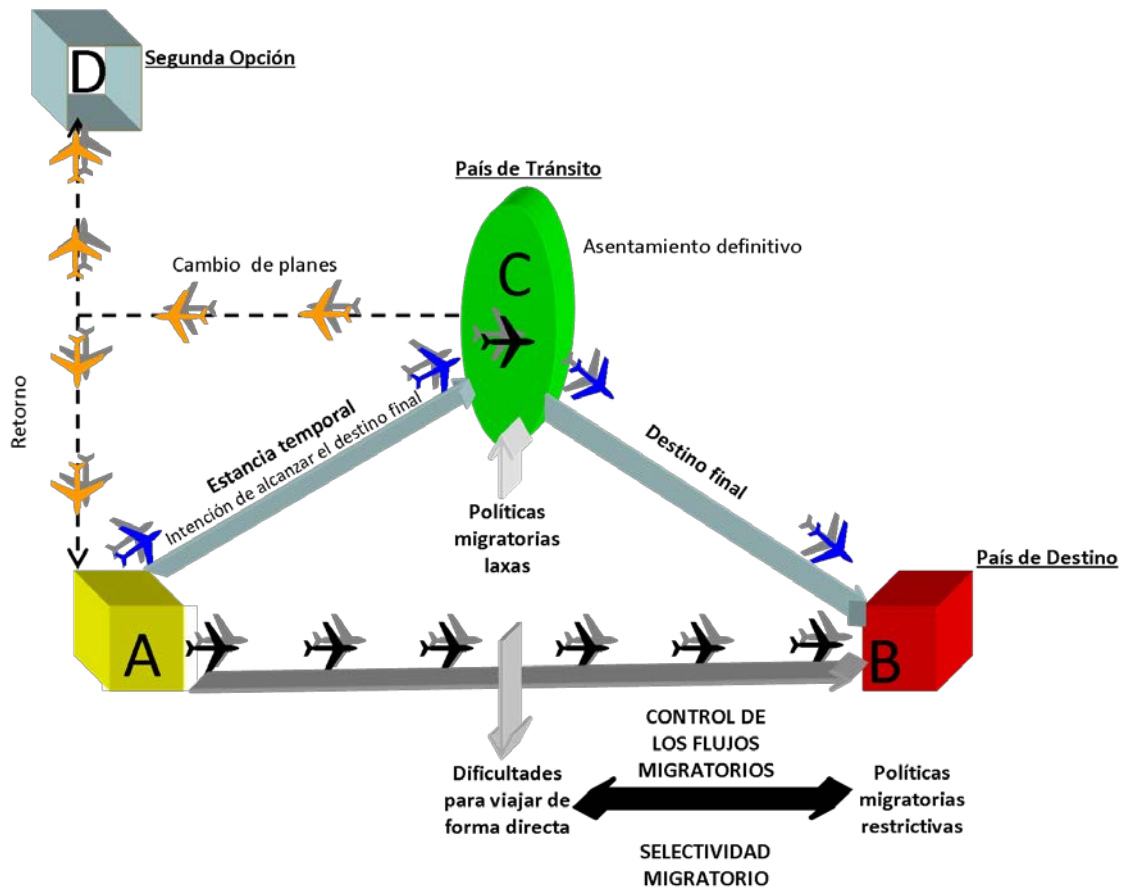 D
Segunda Opción
País de Tránsito
Asentamiento definitivo
C
Cambio de planes
Retorno
Estancia temporal
Intención de alcanzar el destino final
Destino final
Políticas
migratorias
laxas
País de Destino
A
B
CONTROL DE
LOS FLUJOS
MIGRATORIOS
Dificultades
para viajar de
forma directa
Políticas
migratorias
restrictivas
SELECTIVIDAD
MIGRATORIO